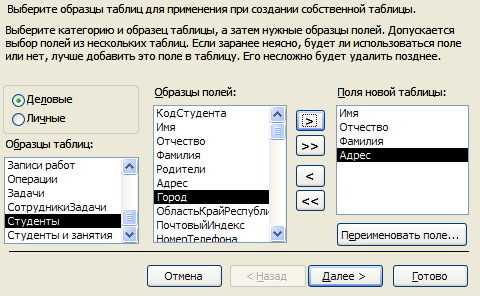 Выберите образцы таблиц для применения при создании собственной таблицы.
Выберите категорию и образец таблицы, а затем нужные образцы полей. Допускается
выбор полей из нескольких таблиц. Если заранее неясно, будет ли использоваться поле
или нет, лучше добавить это поле в таблицу. Его несложно будет удалить позднее.
Деловые
Личные
Образцы таблиц:
Записи работ
Операции
Задачи
СотрудникиЗадачи
Студенты
Студенты и занятия
Образцы полей:
КодСтудента
Имя
Отчество
Фамилия
Родители
Адрес
Город
ОбластьКрайРеспубли
ПочтовыйИндекс
НомерТелефона
>
>>
<
<<
Поля новой таблицы:
Имя
Отчество
Фамилия
Адрес
Переименовать поле...
Отмена
< Назад
Далее >
Готово